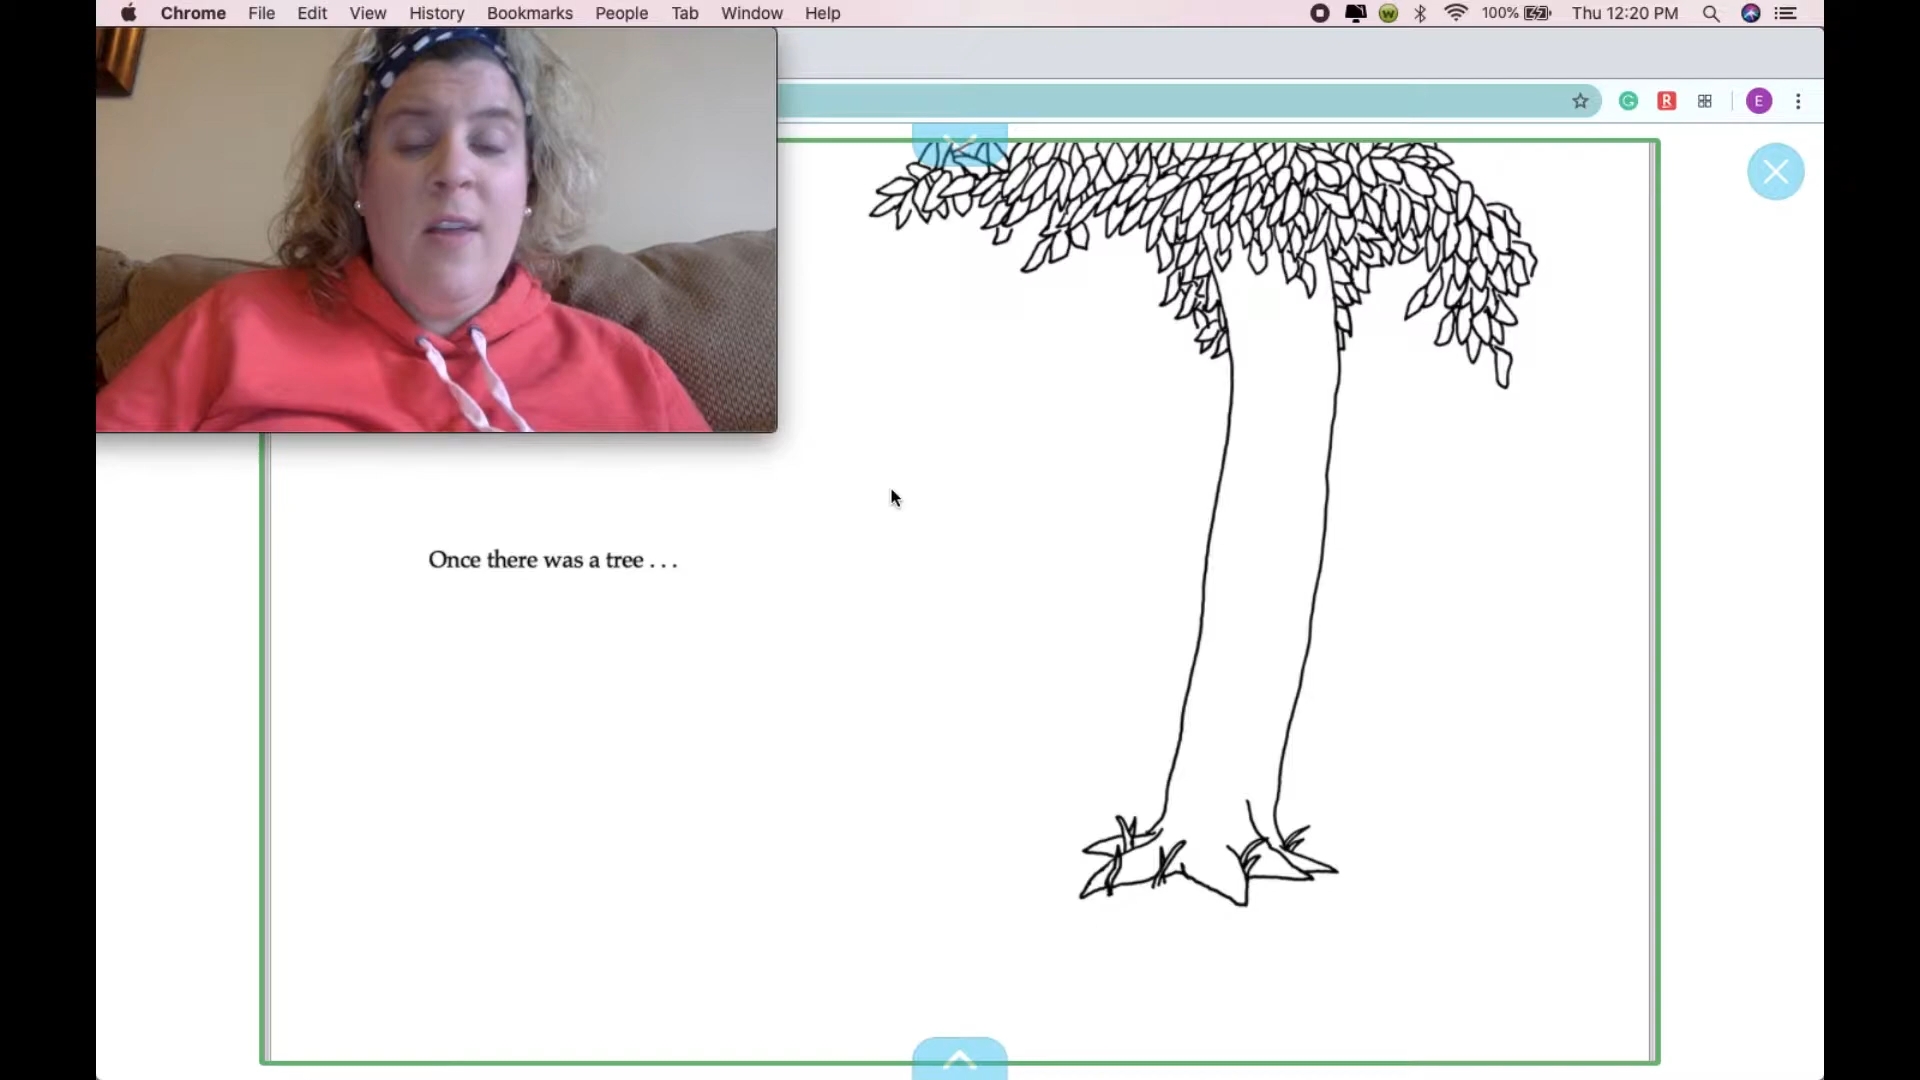 Chrome File Edit View History Bookmarks People Tab Window Help 100% Thu 12:20 PM
W
G R E
Once there was a tree . . .